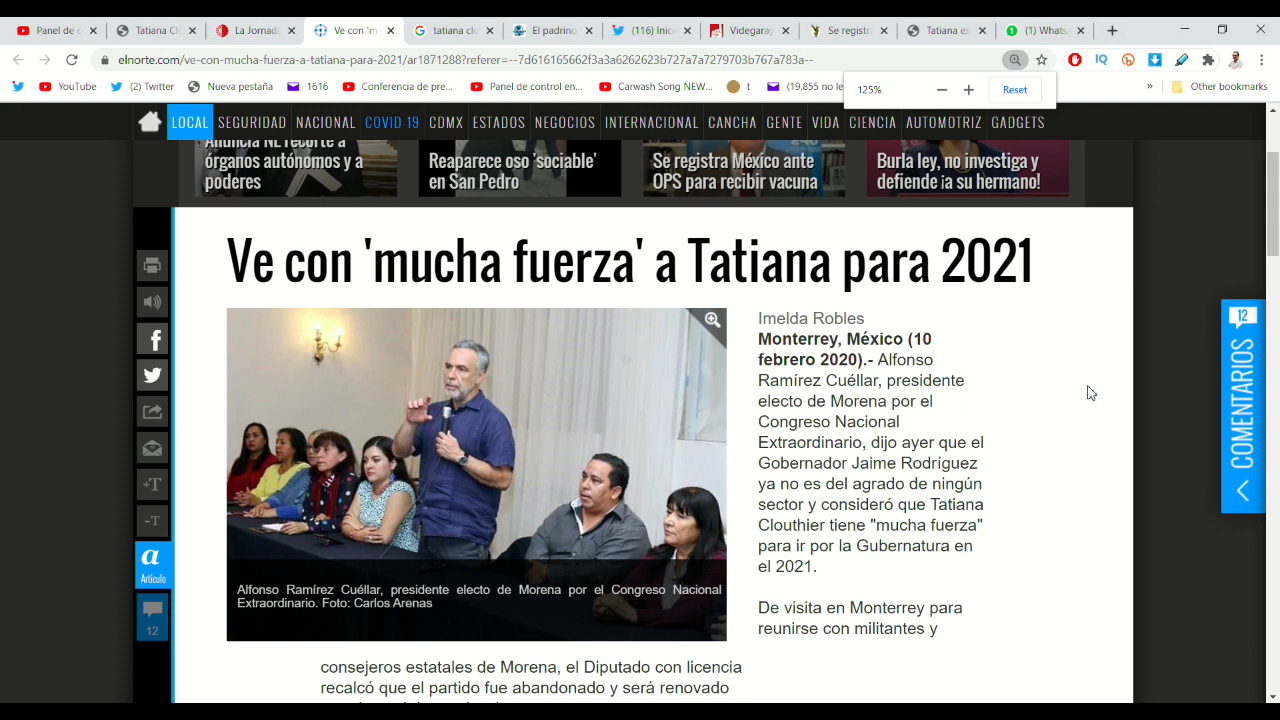 Panel de c
Tatiana Cl
La Jornad
Ve con 'm
tatiana clo
El padrino
(116) Inici
Videgaray
Se registr
Tatiana es
(1) Whats
elnorte.com/ve-con-mucha-fuerza-a-tatiana-para-2021/ar1871282?referer=--7d616165662f3a3a6262623b727a7a7279703b767a783a--
YouTube
(2) Twitter
Nueva pestaña
1616
Conferencia de pre...
Panel de control en...
Carwash Song NEW...
t
(19,855 no le
»
Other bookmarks
125%
Reset
LOCAL
SEGURIDAD
NACIONAL
COVID-19
CDMX
ESTADOS
NEGOCIOS
INTERNACIONAL
CANCHA
GENTE
VIDA
CIENCIA
AUTOMOTRIZ
GADGETS
Anuncia NL recorte a
órganos autónomos y a
poderes
Reaparece oso 'sociable'
en San Pedro
Se registra México ante
OPS para recibir vacuna
Burla ley, no investiga y
defiende ¡a su hermano!
Ve con 'mucha fuerza' a Tatiana para 2021
+T
-T
a
Artículo
12
Alfonso Ramírez Cuéllar, presidente electo de Morena por el Congreso Nacional
Extraordinario. Foto: Carlos Arenas
Imelda Robles
Monterrey, México (10
febrero 2020).- Alfonso
Ramírez Cuéllar, presidente
electo de Morena por el
Congreso Nacional
Extraordinario, dijo ayer que el
Gobernador Jaime Rodríguez
ya no es del agrado de ningún
sector y consideró que Tatiana
Clouthier tiene "mucha fuerza"
para ir por la Gubernatura en
el 2021.
De visita en Monterrey para
reunirse con militantes y
consejeros estatales de Morena, el Diputado con licencia
recalcó que el partido fue abandonado y será renovado
12
COMENTARIOS